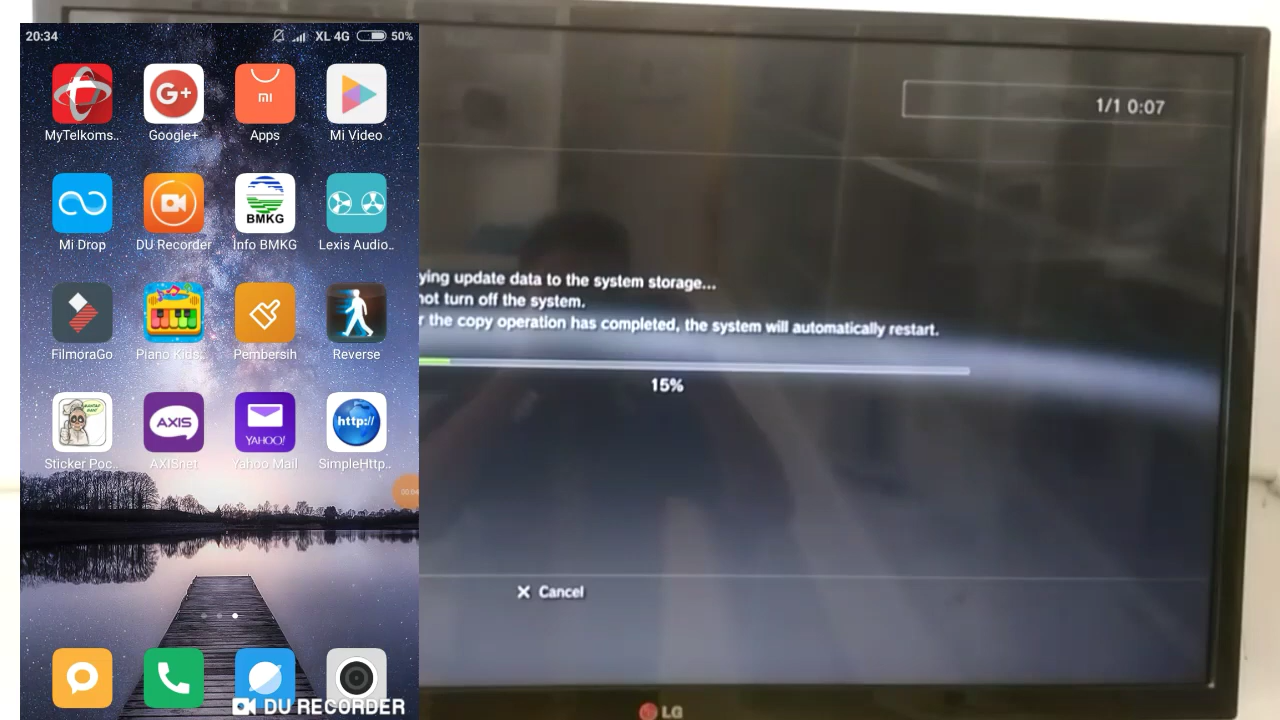 20:34
XL 4G
50%
MyTelkoms..
G+
Google+
mi
Apps
Mi Video
Mi Drop
DU Recorder
BMKG
Info BMKG
Lexis Audio..
FilmoraGo
Piano Kids..
Pembersih
Reverse
Sticker Poc..
AXIS
AXISnet
YAHOO!
Yahoo Mail
http://
SimpleHttp..
00:04
DU RECORDER
1/1 0:07
ying update data to the system storage...
not turn off the system.
r the copy operation has completed, the system will automatically restart.
15%
X Cancel
LG